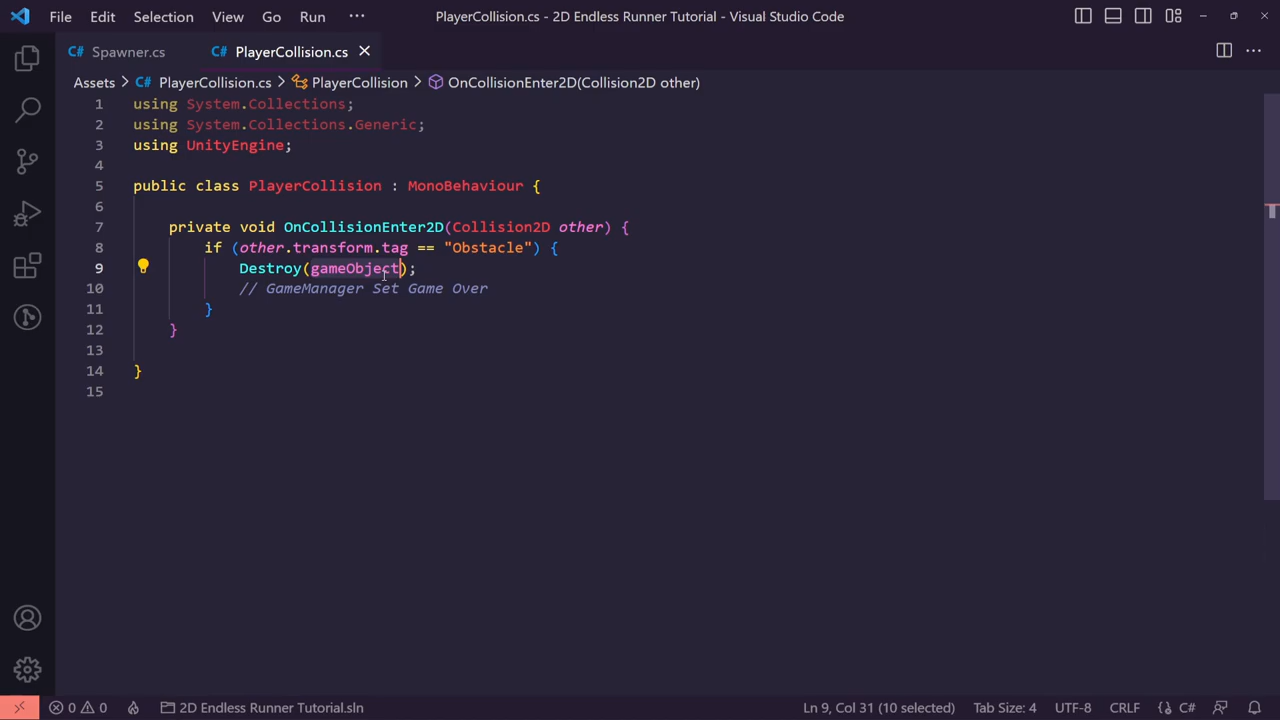 File Edit Selection View Go Run ··· PlayerCollision.cs - 2D Endless Runner Tutorial - Visual Studio Code
C# Spawner.cs C# PlayerCollision.cs
Assets > C# PlayerCollision.cs > PlayerCollision > OnCollisionEnter2D(Collision2D other)
1 using System.Collections;
2 using System.Collections.Generic;
3 using UnityEngine;
4
5 public class PlayerCollision : MonoBehaviour {
6
7 private void OnCollisionEnter2D(Collision2D other) {
8 if (other.transform.tag == "Obstacle") {
9 Destroy(gameObject);
10 // GameManager Set Game Over
11 }
12 }
13
14 }
15
0 0 2D Endless Runner Tutorial.sln Ln 9, Col 31 (10 selected) Tab Size: 4 UTF-8 CRLF {} C#